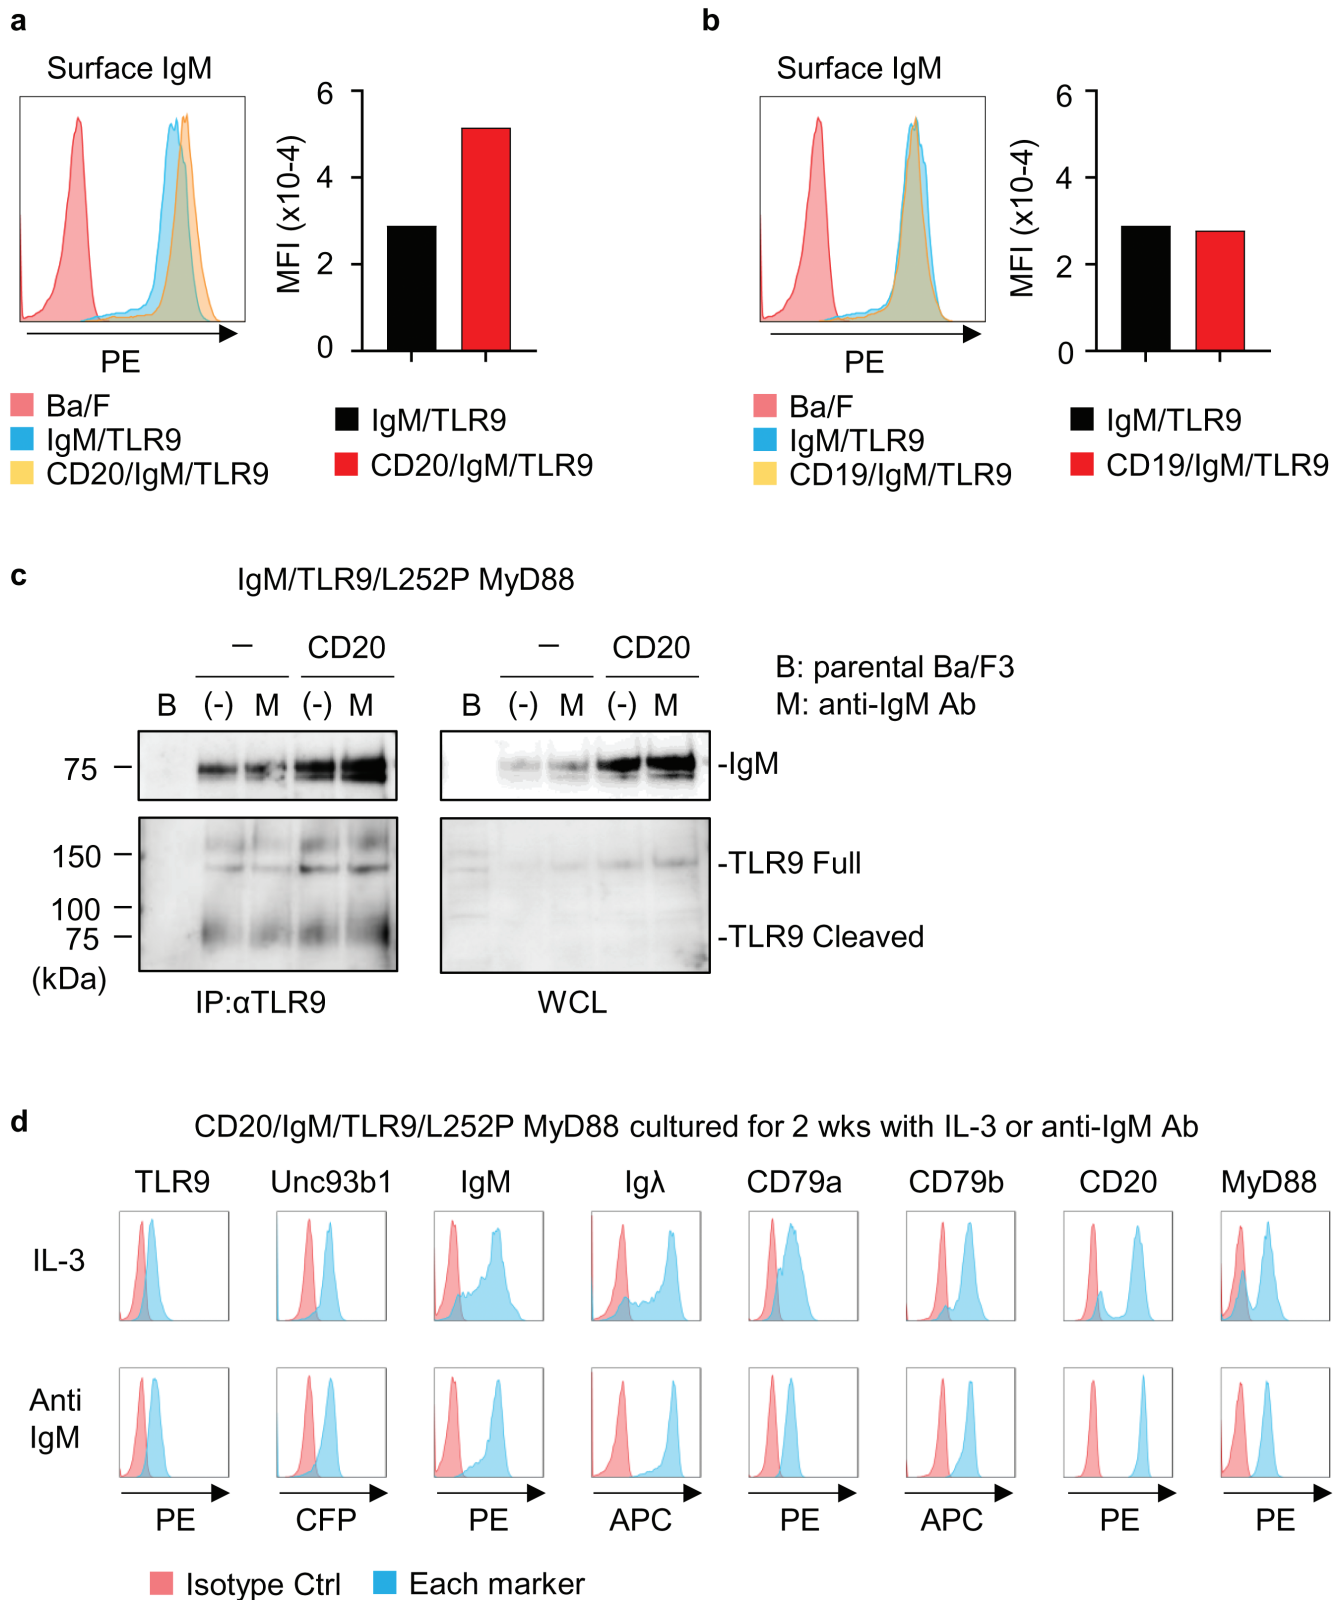 a
Surface IgM
MFI (x10-4)
6
4
2
0
PE
Ba/F
IgM/TLR9
CD20/IgM/TLR9
IgM/TLR9
CD20/IgM/TLR9
b
Surface IgM
MFI (x10-4)
6
4
2
0
PE
Ba/F
IgM/TLR9
CD19/IgM/TLR9
IgM/TLR9
CD19/IgM/TLR9
c
IgM/TLR9/L252P MyD88
– CD20 – CD20
B (-) M (-) M B (-) M (-) M
B: parental Ba/F3
M: anti-IgM Ab
75
-IgM
150
-TLR9 Full
100
75
-TLR9 Cleaved
(kDa)
IP:αTLR9 WCL
d
CD20/IgM/TLR9/L252P MyD88 cultured for 2 wks with IL-3 or anti-IgM Ab
TLR9 Unc93b1 IgM Igλ CD79a CD79b CD20 MyD88
IL-3
Anti
IgM
PE CFP PE APC PE APC PE PE
Isotype Ctrl Each marker